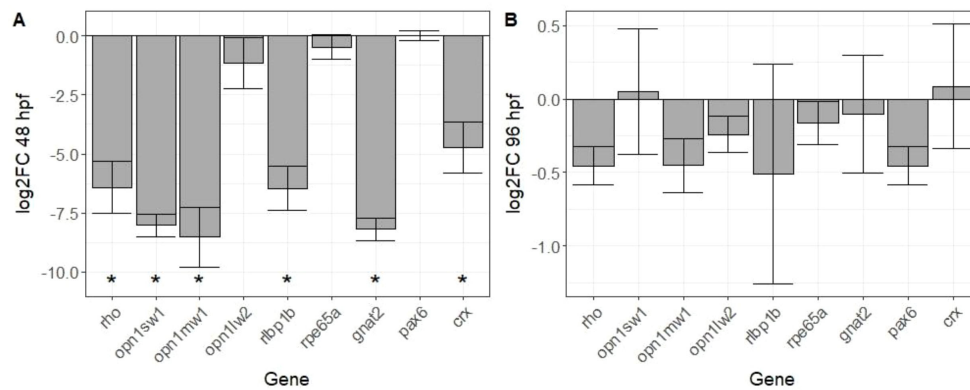 A
log2FC 48 hpf
0.0
-2.5
-5.0
-7.5
-10.0
* * * * * *
rho opn1sw1 opn1mw1 opn1lw2 rlbp1b rpe65a gnat2 pax6 crx
Gene
B
log2FC 96 hpf
0.5
0.0
-0.5
-1.0
rho opn1sw1 opn1mw1 opn1lw2 rlbp1b rpe65a gnat2 pax6 crx
Gene